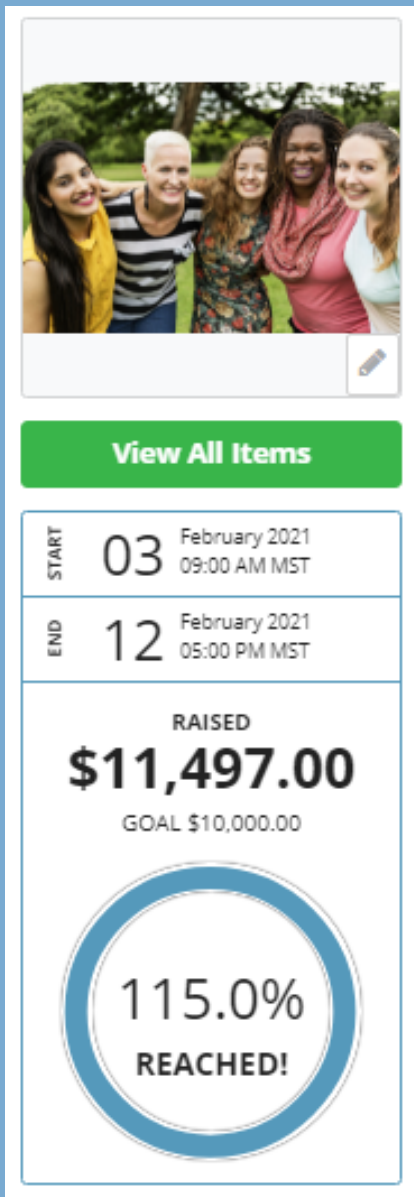 View All Items
START
03
February 2021
09:00 AM MST
END
12
February 2021
05:00 PM MST
RAISED
$11,497.00
GOAL $10,000.00
115.0%
REACHED!